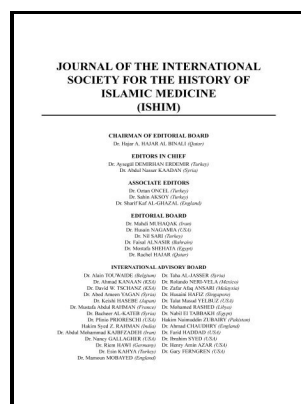 JOURNAL OF THE INTERNATIONAL
SOCIETY FOR THE HISTORY OF
ISLAMIC MEDICINE
(ISHIM)
CHAIRMAN OF EDITORIAL BOARD
Dr. Hajar A. HAJAR AL BINALI (Qatar)
EDITORS IN CHIEF
Dr. Ayşegül DEMIRHAN ERDEMIR (Turkey)
Dr. Abdul Nasser KAADAN (Syria)
ASSOCIATE EDITORS
Dr. Oztan ONCEL (Turkey)
Dr. Sahin AKSOY (Turkey)
Dr. Sharif Kaf AL-GHAZAL (England)
EDITORIAL BOARD
Dr. Mahdi MUHAQAK (Iran)
Dr. Husain NAGAMIA (USA)
Dr. Nil SARI (Turkey)
Dr. Faisal ALNASIR (Bahrain)
Dr. Mostafa SHEHATA (Egypt)
Dr. Rachel HAJAR (Qatar)
INTERNATIONAL ADVISORY BOARD
Dr. Alain TOUWAIDE (Belgium)
Dr. Ahmad KANAAN (KSA)
Dr. David W. TSCHANZ (KSA)
Dr. Abed Ameen YAGAN (Syria)
Dr. Keishi HASEBE (Japan)
Dr. Mustafa Abdul RAHMAN (France)
Dr. Bacheer AL-KATEB (Syria)
Dr. Plinio PRIORESCHI (USA)
Hakim Syed Z. RAHMAN (India)
Dr. Abdul Mohammed KAJBFZADEH (Iran)
Dr. Nancy GALLAGHER (USA)
Dr. Riem HAWI (Germany)
Dr. Esin KAHYA (Turkey)
Dr. Mamoun MOBAYED (England)
Dr. Taha AL-JASSER (Syria)
Dr. Rolando NERI-VELA (Mexico)
Dr. Zafar Afaq ANSARI (Malaysia)
Dr. Husaini HAFIZ (Singapore)
Dr. Talat Masud YELBUZ (USA)
Dr. Mohamed RASHED (Libya)
Dr. Nabil El TABBAKH (Egypt)
Hakim Naimuddin ZUBAIRY (Pakistan)
Dr. Ahmad CHAUDHRY (England)
Dr. Farid HADDAD (USA)
Dr. Ibrahim SYED (USA)
Dr. Henry Amin AZAR (USA)
Dr. Gary FERNGREN (USA)